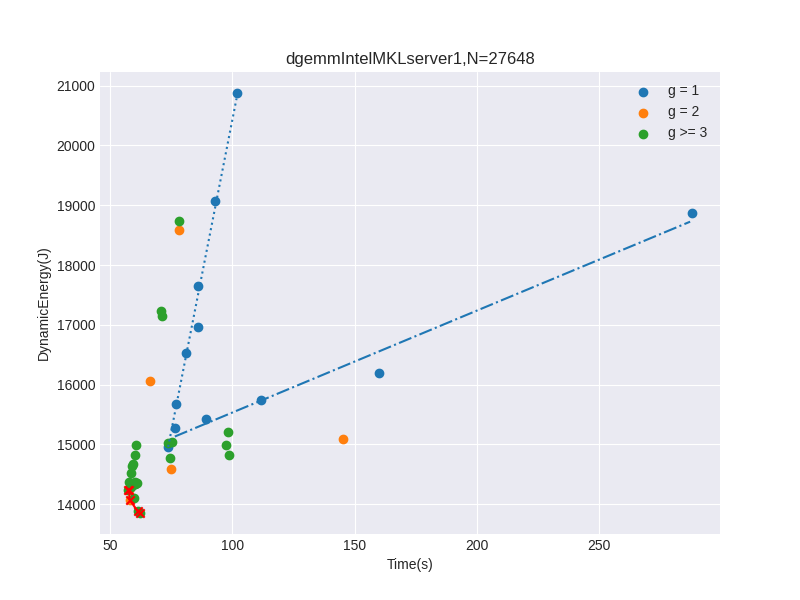 dgemmIntelMKLserver1,N=27648
g = 1
g = 2
g >= 3
DynamicEnergy(J)
21000
20000
19000
18000
17000
16000
15000
14000
50
100
150
200
250
Time(s)